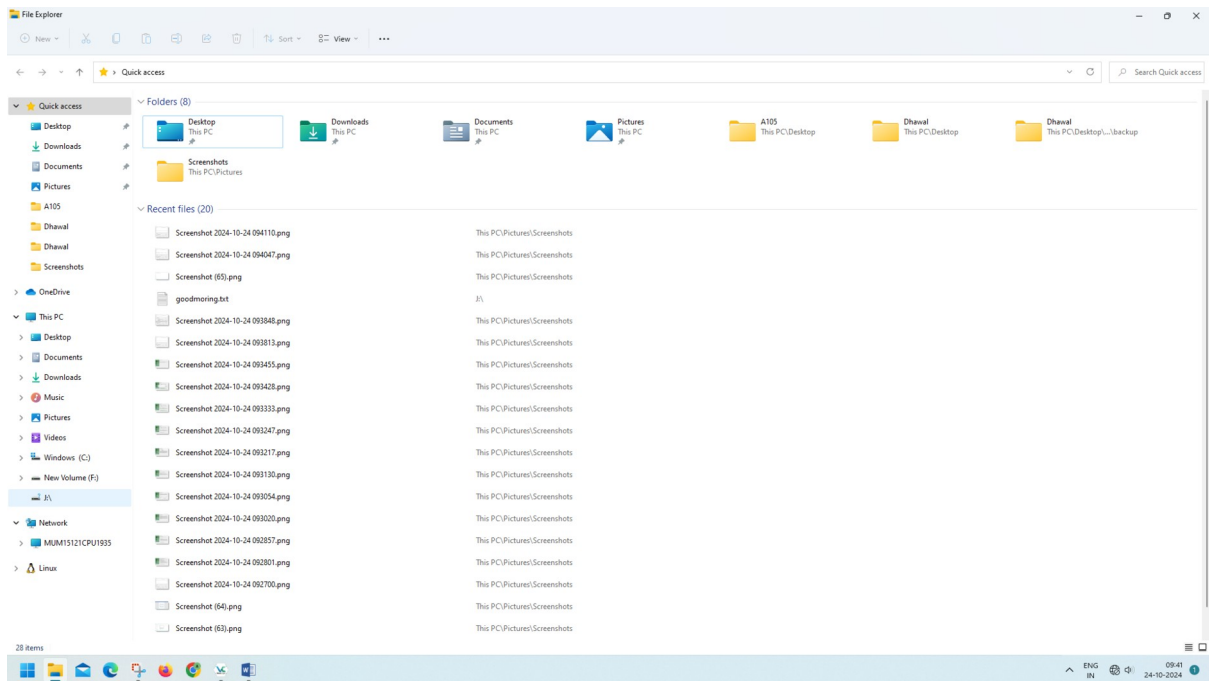 File Explorer
New
Sort
View
Quick access
Search Quick access
Quick access
Desktop
Downloads
Documents
Pictures
A105
Dhawal
Dhawal
Screenshots
OneDrive
This PC
Desktop
Documents
Downloads
Music
Pictures
Videos
Windows (C:)
New Volume (F:)
J:\
Network
MUM15121CPU1935
Linux
Folders (8)
Desktop
This PC
Downloads
This PC
Documents
This PC
Pictures
This PC
A105
This PC\Desktop
Dhawal
This PC\Desktop
Dhawal
This PC\Desktop\...\backup
Screenshots
This PC\Pictures
Recent files (20)
Screenshot 2024-10-24 094110.png This PC\Pictures\Screenshots
Screenshot 2024-10-24 094047.png This PC\Pictures\Screenshots
Screenshot (65).png This PC\Pictures\Screenshots
goodmoring.txt J:\
Screenshot 2024-10-24 093848.png This PC\Pictures\Screenshots
Screenshot 2024-10-24 093813.png This PC\Pictures\Screenshots
Screenshot 2024-10-24 093455.png This PC\Pictures\Screenshots
Screenshot 2024-10-24 093428.png This PC\Pictures\Screenshots
Screenshot 2024-10-24 093333.png This PC\Pictures\Screenshots
Screenshot 2024-10-24 093247.png This PC\Pictures\Screenshots
Screenshot 2024-10-24 093217.png This PC\Pictures\Screenshots
Screenshot 2024-10-24 093130.png This PC\Pictures\Screenshots
Screenshot 2024-10-24 093054.png This PC\Pictures\Screenshots
Screenshot 2024-10-24 093020.png This PC\Pictures\Screenshots
Screenshot 2024-10-24 092857.png This PC\Pictures\Screenshots
Screenshot 2024-10-24 092801.png This PC\Pictures\Screenshots
Screenshot 2024-10-24 092700.png This PC\Pictures\Screenshots
Screenshot (64).png This PC\Pictures\Screenshots
Screenshot (63).png This PC\Pictures\Screenshots
28 items
ENG
IN
09:41
24-10-2024
1